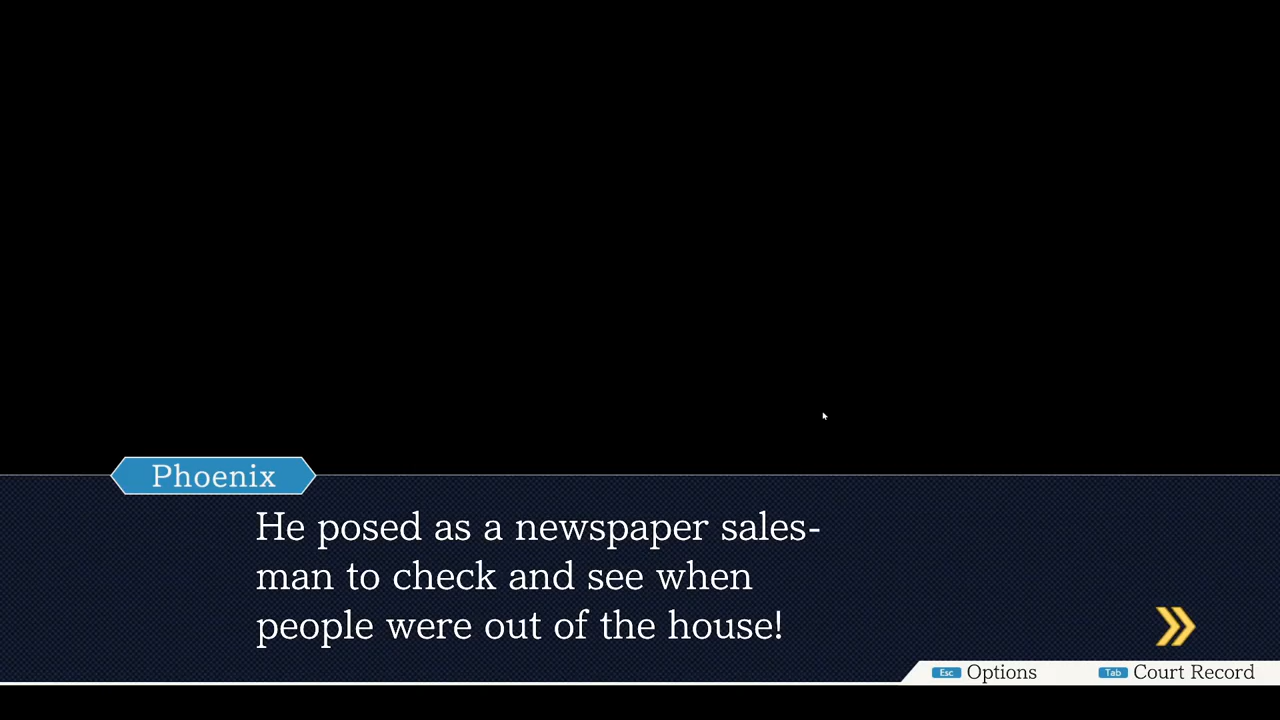 Phoenix
He posed as a newspaper sales-
man to check and see when
people were out of the house!
Esc Options Tab Court Record